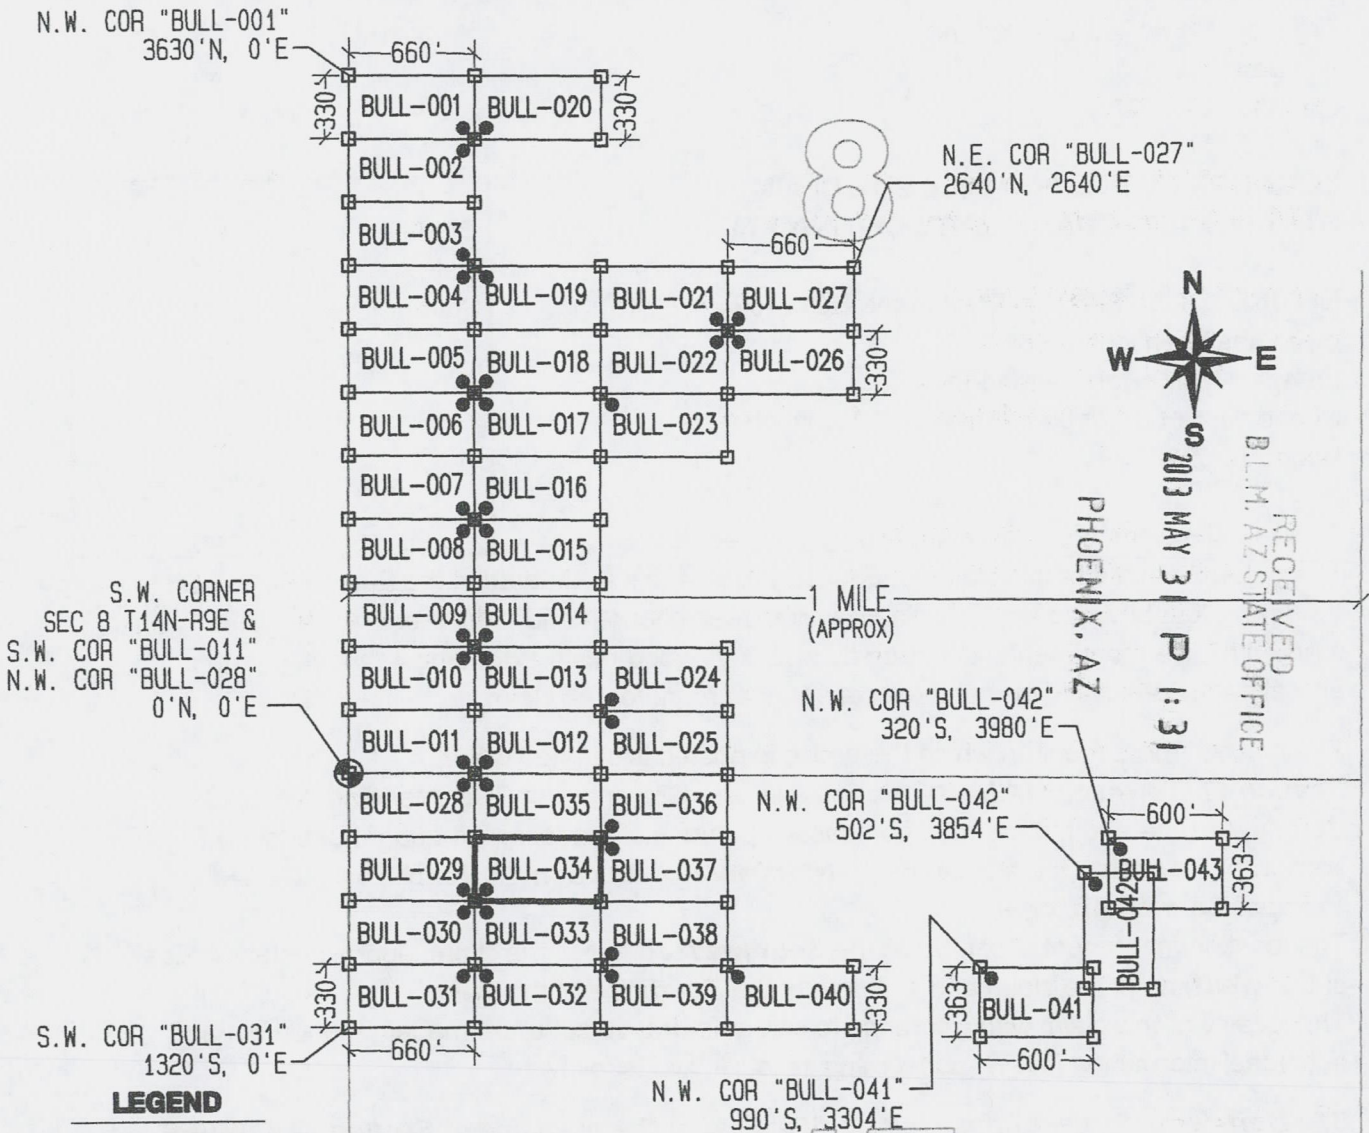 N.W. COR "BULL-001"
3630'N, 0'E
660'
330
BULL-001
BULL-020
330
BULL-002
8
N.E. COR "BULL-027"
2640'N, 2640'E
BULL-003
660'
BULL-004
BULL-019
BULL-021
BULL-027
N
W
E
S
BULL-005
BULL-018
BULL-022
BULL-026
330
BULL-006
BULL-017
BULL-023
BULL-007
BULL-016
BULL-008
BULL-015
RECEIVED
B.L.M. AZ STATE OFFICE
2013 MAY 31 P 1:31
PHOENIX, AZ
S.W. CORNER
SEC 8 T14N-R9E &
S.W. COR "BULL-011"
N.W. COR "BULL-028"
0'N, 0'E
BULL-009
BULL-014
1 MILE
(APPROX)
BULL-010
BULL-013
BULL-024
N.W. COR "BULL-042"
320'S, 3980'E
BULL-011
BULL-012
BULL-025
BULL-028
BULL-035
BULL-036
N.W. COR "BULL-042"
502'S, 3854'E
600'
BULL-029
BULL-034
BULL-037
BULL-043
363
BULL-042
BULL-030
BULL-033
BULL-038
330
BULL-031
BULL-032
BULL-039
BULL-040
330
363
BULL-041
600'
S.W. COR "BULL-031"
1320'S, 0'E
660'
N.W. COR "BULL-041"
990'S, 3304'E
LEGEND